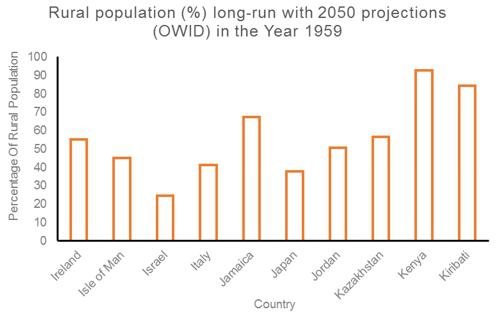 Rural population (%) long-run with 2050 projections
(OWID) in the Year 1959
Percentage Of Rural Population
100
90
80
70
60
50
40
30
20
10
0
Ireland
Isle of Man
Israel
Italy
Jamaica
Japan
Jordan
Kazakhstan
Kenya
Kiribati
Country